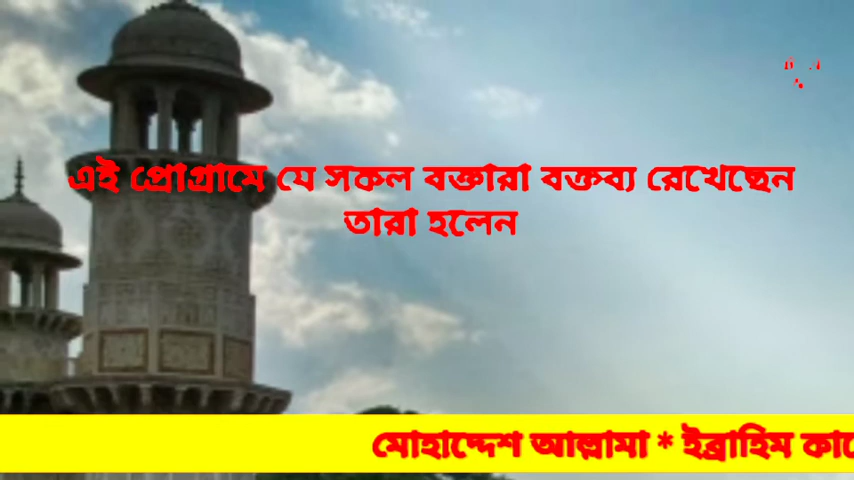 এই প্রোগ্রামে যে সকল বক্তারা বক্তব্য রেখেছেন
তারা হলেন
মোহাদ্দেশ আল্লামা * ইব্রাহিম